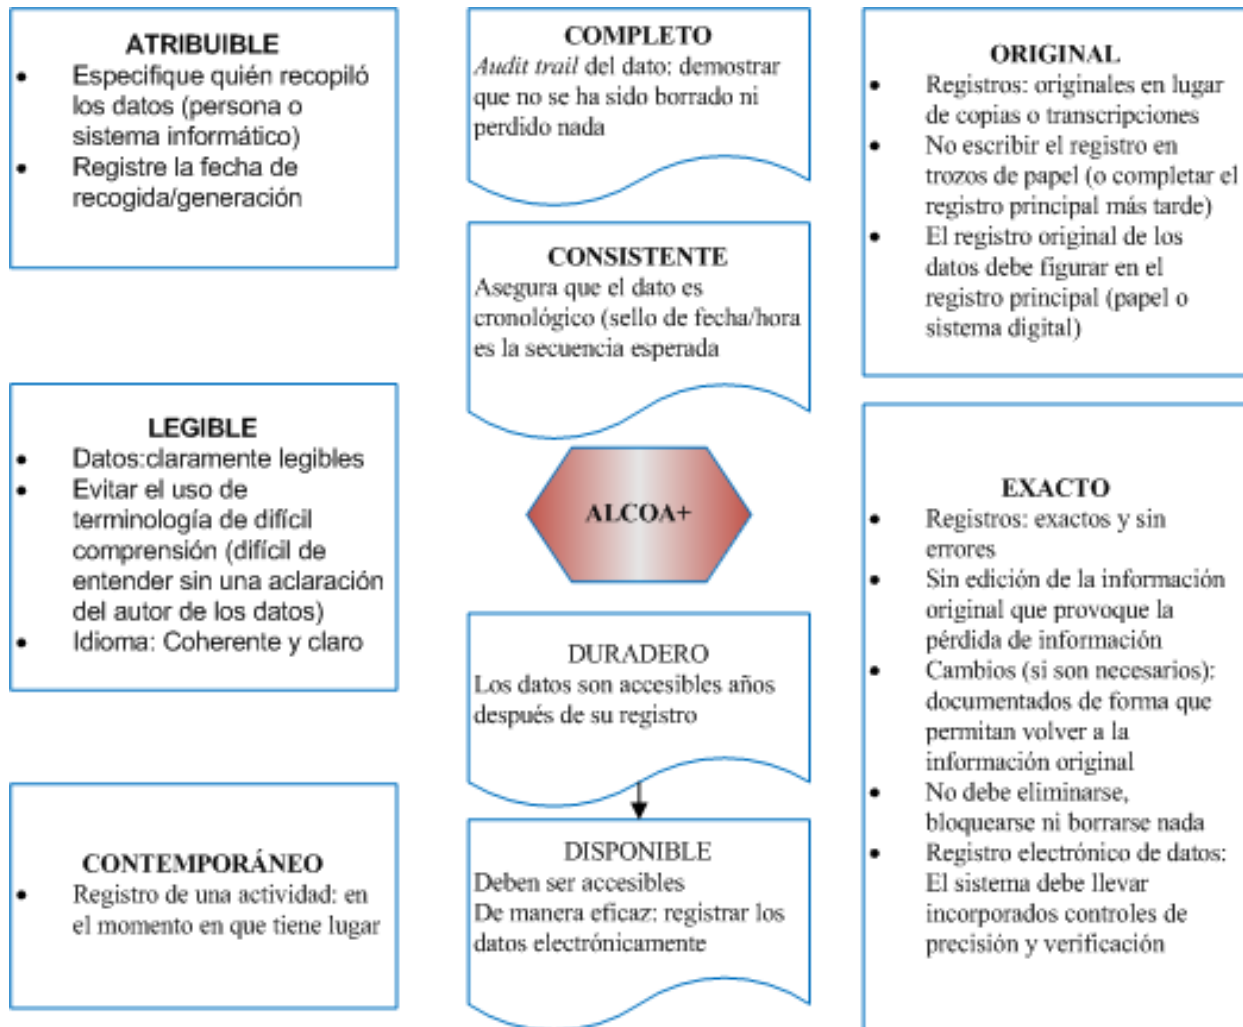 ATRIBUIBLE
• Especifique quién recopiló
los datos (persona o
sistema informático)
• Registre la fecha de
recogida/generación
LEGIBLE
• Datos:claramente legibles
• Evitar el uso de
terminología de difícil
comprensión (difícil de
entender sin una aclaración
del autor de los datos)
• Idioma: Coherente y claro
CONTEMPORÁNEO
• Registro de una actividad: en
el momento en que tiene lugar
COMPLETO
Audit trail del dato: demostrar
que no se ha sido borrado ni
perdido nada
CONSISTENTE
Asegura que el dato es
cronológico (sello de fecha/hora
es la secuencia esperada
ALCOA+
DURADERO
Los datos son accesibles años
después de su registro
DISPONIBLE
Deben ser accesibles
De manera eficaz: registrar los
datos electrónicamente
ORIGINAL
• Registros: originales en lugar
de copias o transcripciones
• No escribir el registro en
trozos de papel (o completar el
registro principal más tarde)
• El registro original de los
datos debe figurar en el
registro principal (papel o
sistema digital)
EXACTO
• Registros: exactos y sin
errores
• Sin edición de la información
original que provoque la
pérdida de información
• Cambios (si son necesarios):
documentados de forma que
permitan volver a la
información original
• No debe eliminarse,
bloquearse ni borrarse nada
• Registro electrónico de datos:
El sistema debe llevar
incorporados controles de
precisión y verificación